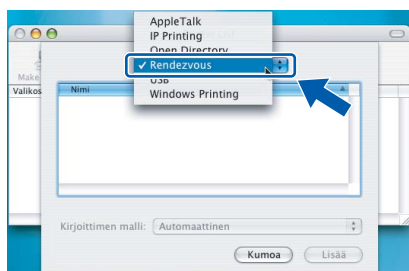 AppleTalk
IP Printing
Open Directory
✓ Rendezvous
USB
Windows Printing
Make
Valikos
Nimi
Kirjoittimen malli: Automaattinen
Kumoa Lisää